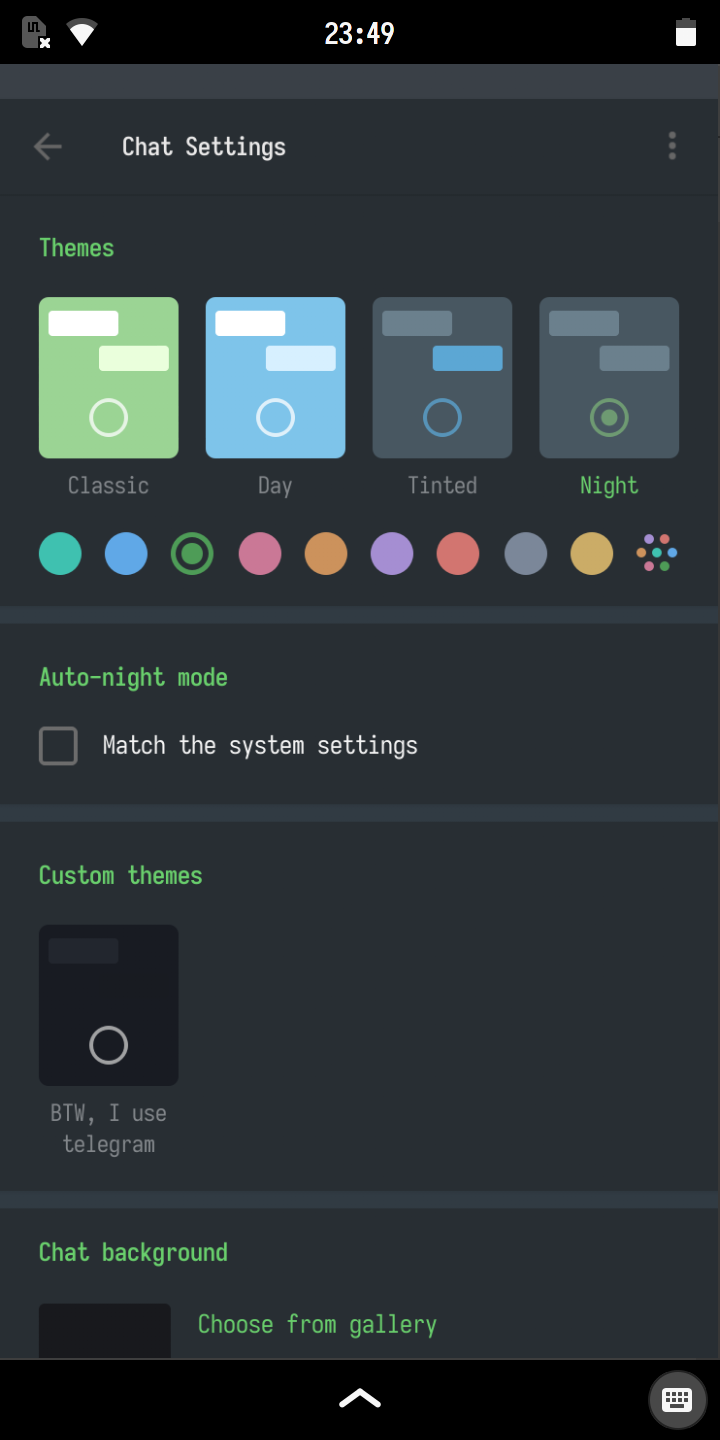 23:49
Chat Settings
Themes
Classic
Day
Tinted
Night
Auto-night mode
Match the system settings
Custom themes
BTW, I use
telegram
Chat background
Choose from gallery